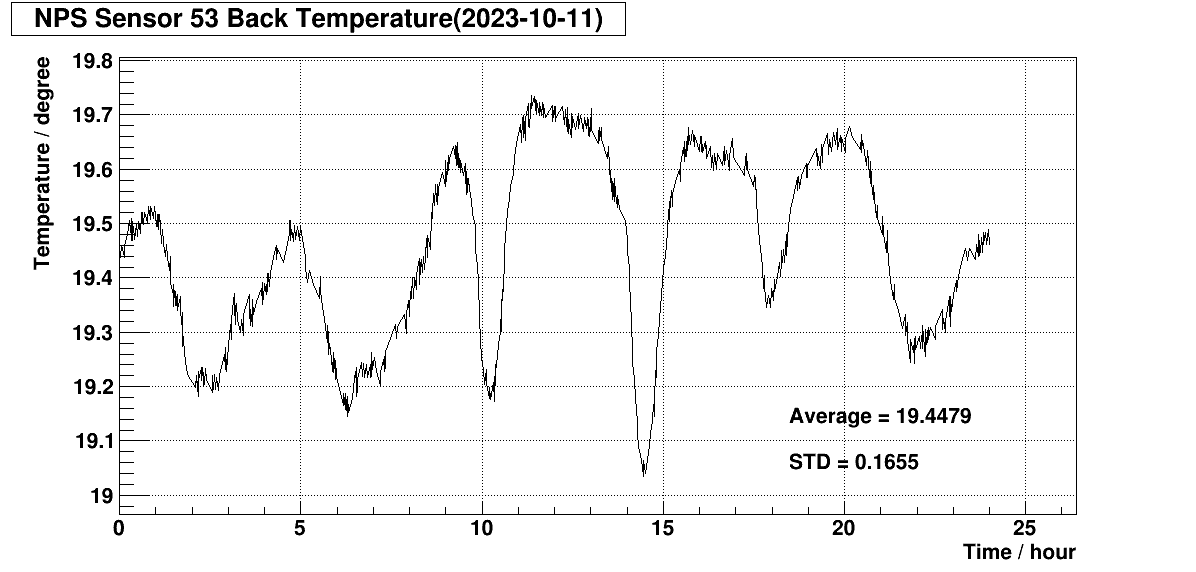 NPS Sensor 53 Back Temperature(2023-10-11)
Temperature / degree
19.8
19.7
19.6
19.5
19.4
19.3
19.2
19.1
19
Average = 19.4479
STD = 0.1655
0 5 10 15 20 25
Time / hour